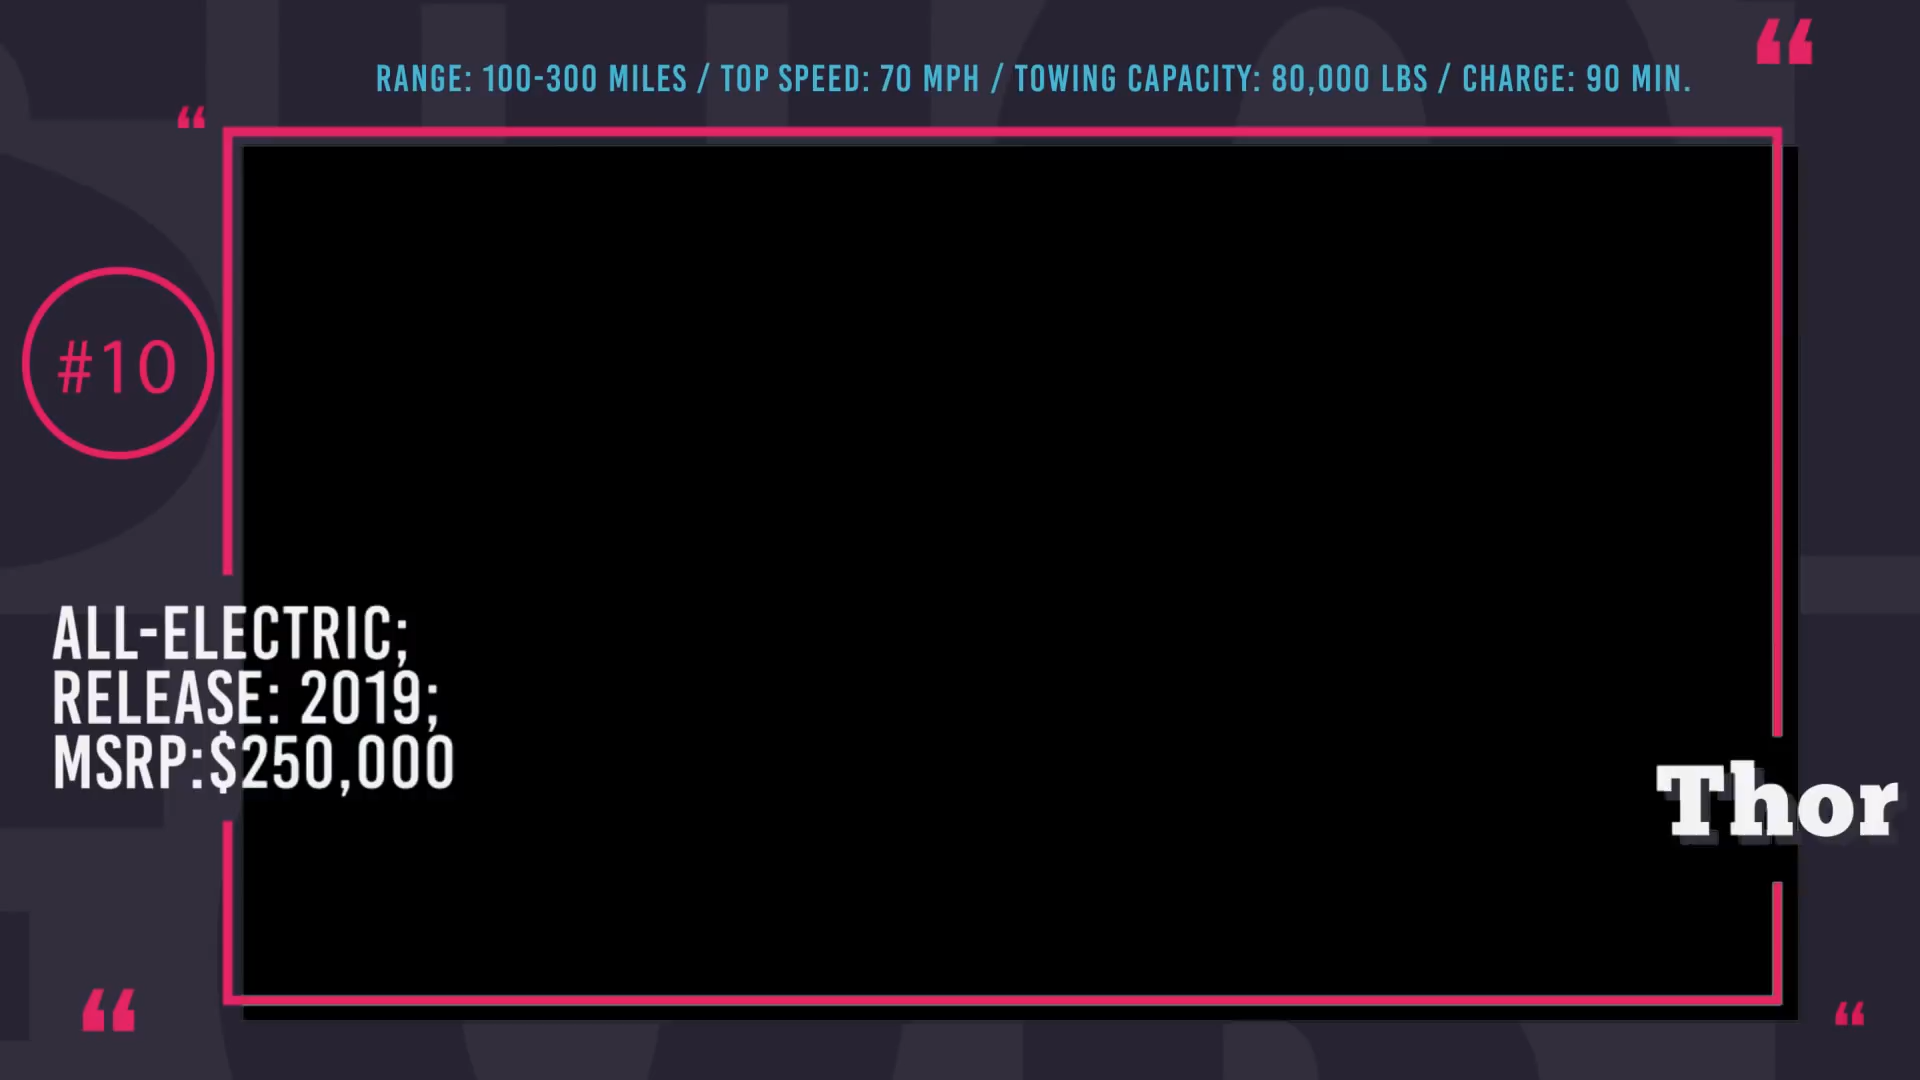 RANGE: 100-300 MILES / TOP SPEED: 70 MPH / TOWING CAPACITY: 80,000 LBS / CHARGE: 90 MIN.
#10
ALL-ELECTRIC;
RELEASE: 2019;
MSRP:$250,000
Thor